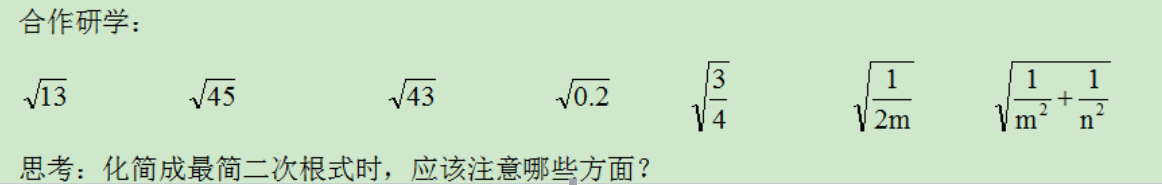 合作研学：
√13 √45 √43 √0.2 √(3/4) √(1/(2m)) √(1/m² + 1/n²)
思考：化简成最简二次根式时，应该注意哪些方面？